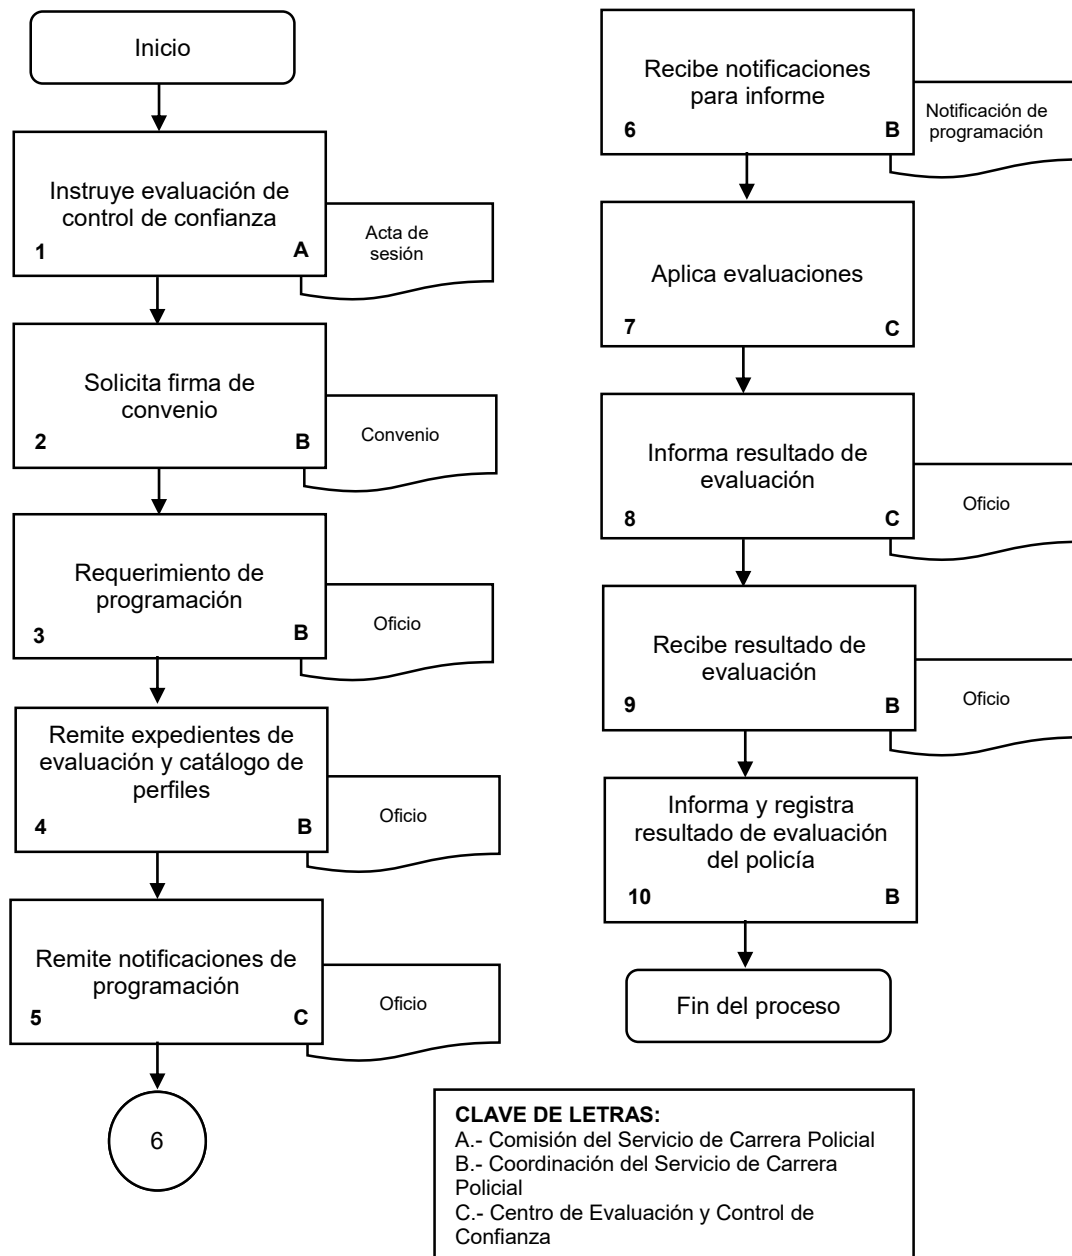 Inicio
Instruye evaluación de
control de confianza
1 A
Acta de
sesión
Solicita firma de
convenio
2 B
Convenio
Requerimiento de
programación
3 B
Oficio
Remite expedientes de
evaluación y catálogo de
perfiles
4 B
Oficio
Remite notificaciones de
programación
5 C
Oficio
6
Recibe notificaciones
para informe
6 B
Notificación de
programación
Aplica evaluaciones
7 C
Informa resultado de
evaluación
8 C
Oficio
Recibe resultado de
evaluación
9 B
Oficio
Informa y registra
resultado de evaluación
del policía
10 B
Fin del proceso
CLAVE DE LETRAS:
A.- Comisión del Servicio de Carrera Policial
B.- Coordinación del Servicio de Carrera
Policial
C.- Centro de Evaluación y Control de
Confianza